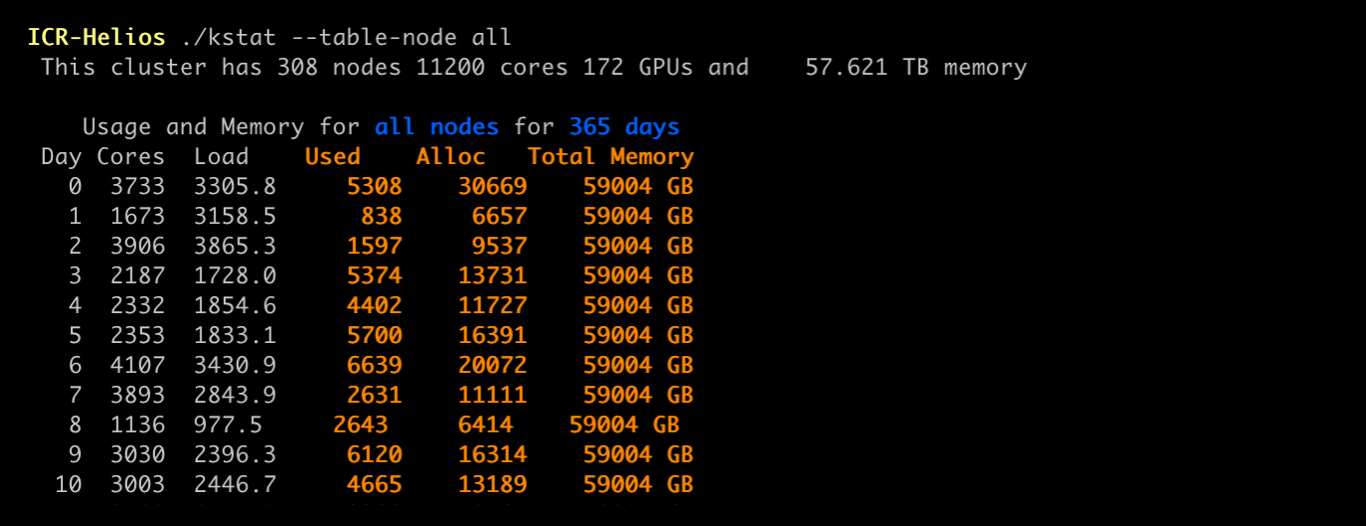 ICR-Helios ./kstat --table-node all
This cluster has 308 nodes 11200 cores 172 GPUs and    57.621 TB memory
Usage and Memory for all nodes for 365 days
Day Cores  Load    Used    Alloc   Total Memory
0  3733  3305.8     5308    30669    59004 GB
1  1673  3158.5      838     6657    59004 GB
2  3906  3865.3     1597     9537    59004 GB
3  2187  1728.0     5374    13731    59004 GB
4  2332  1854.6     4402    11727    59004 GB
5  2353  1833.1     5700    16391    59004 GB
6  4107  3430.9     6639    20072    59004 GB
7  3893  2843.9     2631    11111    59004 GB
8  1136  977.5     2643     6414    59004 GB
9  3030  2396.3     6120    16314    59004 GB
10  3003  2446.7     4665    13189    59004 GB